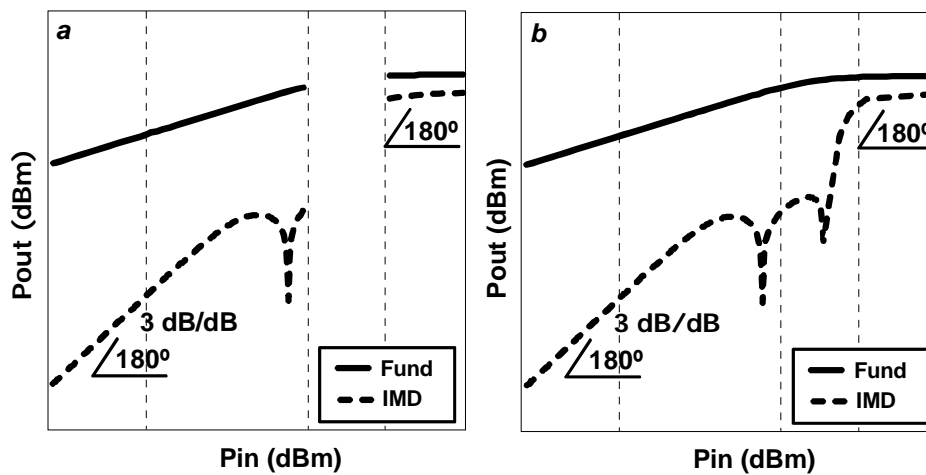 a
Pout (dBm)
3 dB/dB
180º
180º
Fund
IMD
Pin (dBm)
b
Pout (dBm)
3 dB/dB
180º
180º
Fund
IMD
Pin (dBm)